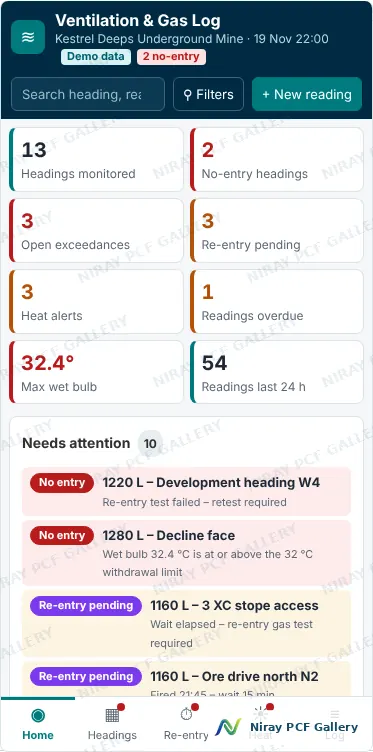 Ventilation & Gas Log
Kestrel Deeps Underground Mine · 19 Nov 22:00
Demo data
2 no-entry
Search heading, rea
Filters
+ New reading
13
Headings monitored
2
No-entry headings
3
Open exceedances
3
Re-entry pending
3
Heat alerts
1
Readings overdue
32.4°
Max wet bulb
54
Readings last 24 h
Needs attention 10
No entry 1220 L – Development heading W4
Re-entry test failed – retest required
No entry 1280 L – Decline face
Wet bulb 32.4 °C is at or above the 32 °C
withdrawal limit
Re-entry pending 1160 L – 3 XC stope access
Wait elapsed – re-entry gas test
required
Re-entry pending 1160 L – Ore drive north N2
Fired 21:45 – wait 15 min
Home
Headings
Re-entry
Heat
Log
Niray PCF Gallery
NIRAY PCF GALLERY